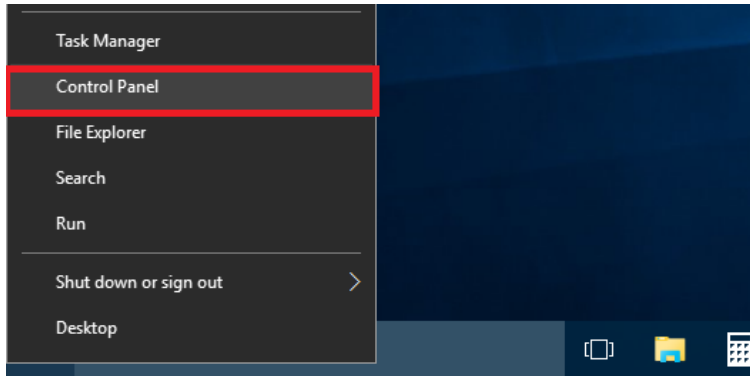 Task Manager
Control Panel
File Explorer
Search
Run
Shut down or sign out
Desktop